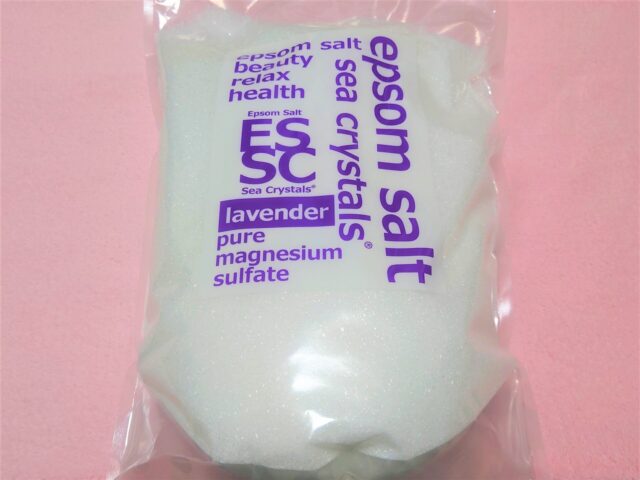 epsom salt
beauty
relax
health
Epsom Salt
ES
SC
Sea Crystals®
lavender
pure
magnesium
sulfate
sea crystals®
epsom salt